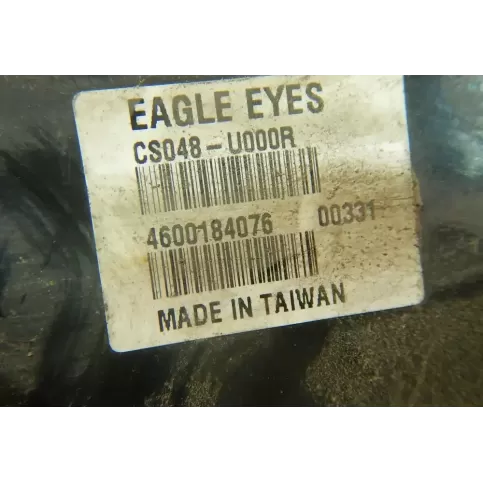 EAGLE EYES
CS048-U000R
4600184076 00331
MADE IN TAIWAN